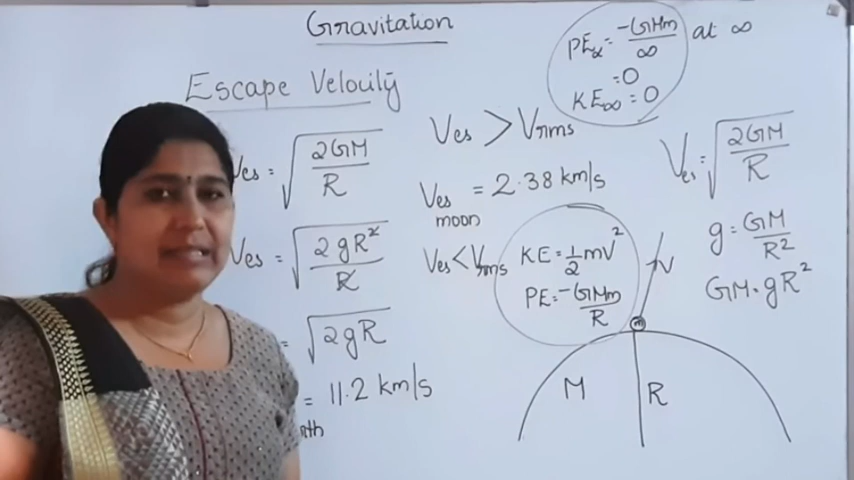 Gravitation
Escape Velocity
Ves = √(2GM/R)
Ves = √(2gR²/R)
= √2gR
= 11.2 km/s
rth
Ves > Vrms
Ves moon = 2.38 km/s
Ves < Vrms
PE∞ = -GMm/∞ at ∞
=0
KE∞ = 0
KE = 1/2 mv²
PE = -GMm/R
m
V
M
R
Ves = √(2GM/R)
g = GM/R²
GM = gR²